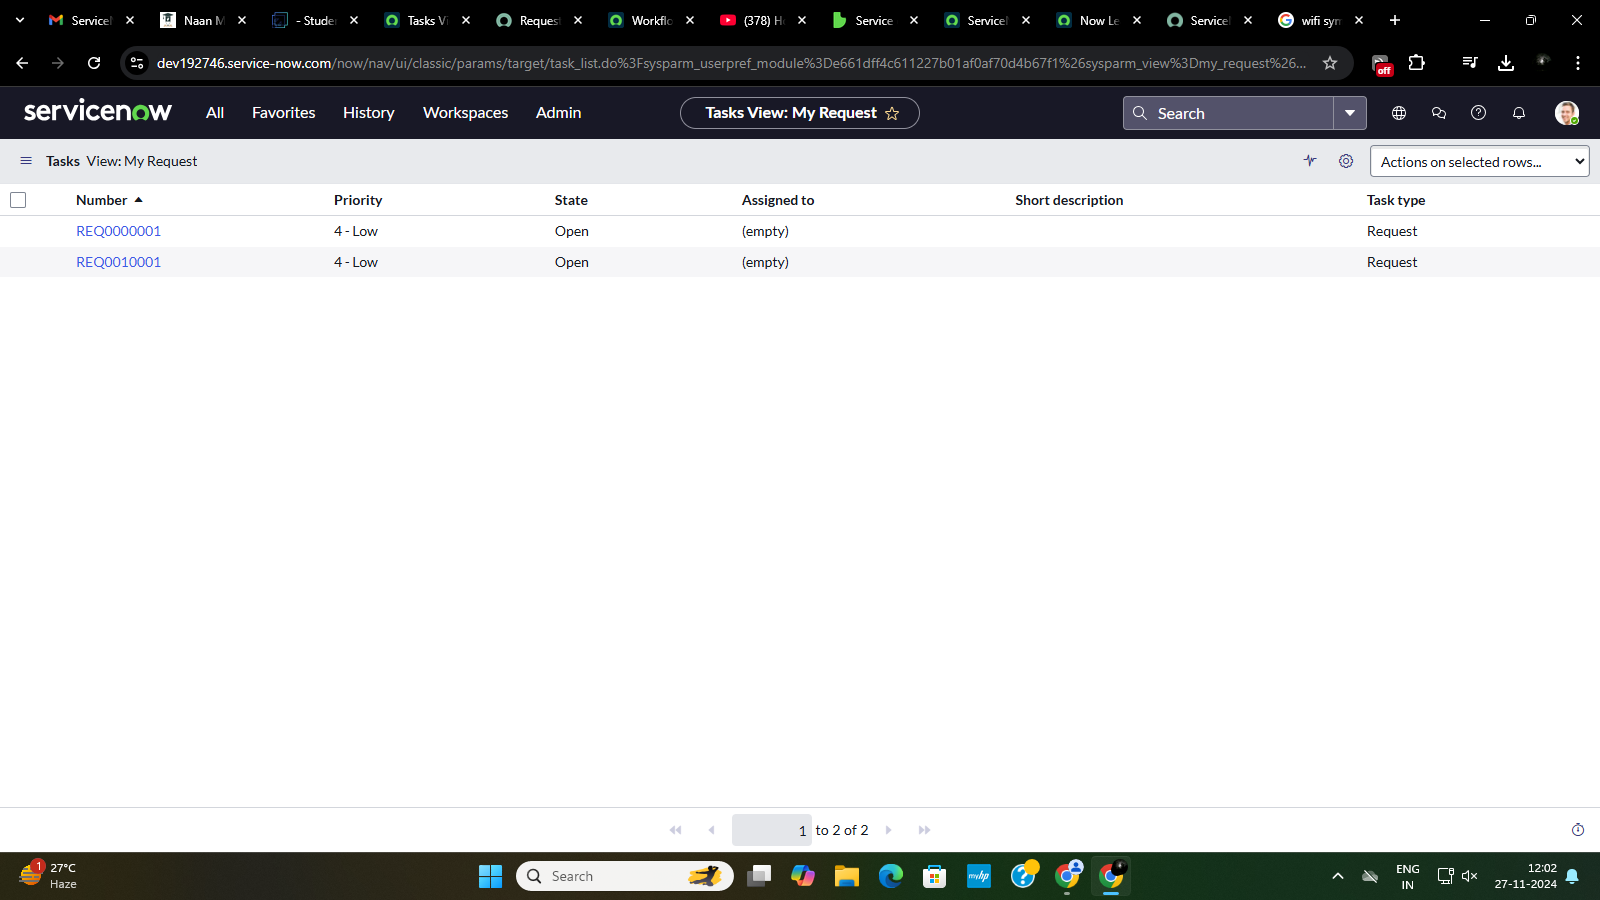 Service
Naan M
- Studer
Tasks Vi
Request
Workflo
(378) H
Service
Service
Now Le
Service
wifi sym
dev192746.service-now.com/now/nav/ui/classic/params/target/task_list.do%3Fsysparm_userpref_module%3De661dff4c611227b01af0af70d4b67f1%26sysparm_view%3Dmy_request%26...
off
servicenow
All
Favorites
History
Workspaces
Admin
Tasks View: My Request
Search
Tasks View: My Request
Actions on selected rows...
Number Priority State Assigned to Short description Task type
REQ0000001 4 - Low Open (empty) Request
REQ0010001 4 - Low Open (empty) Request
1 to 2 of 2
1
27°C
Haze
Search
myhp
ENG
IN
12:02
27-11-2024